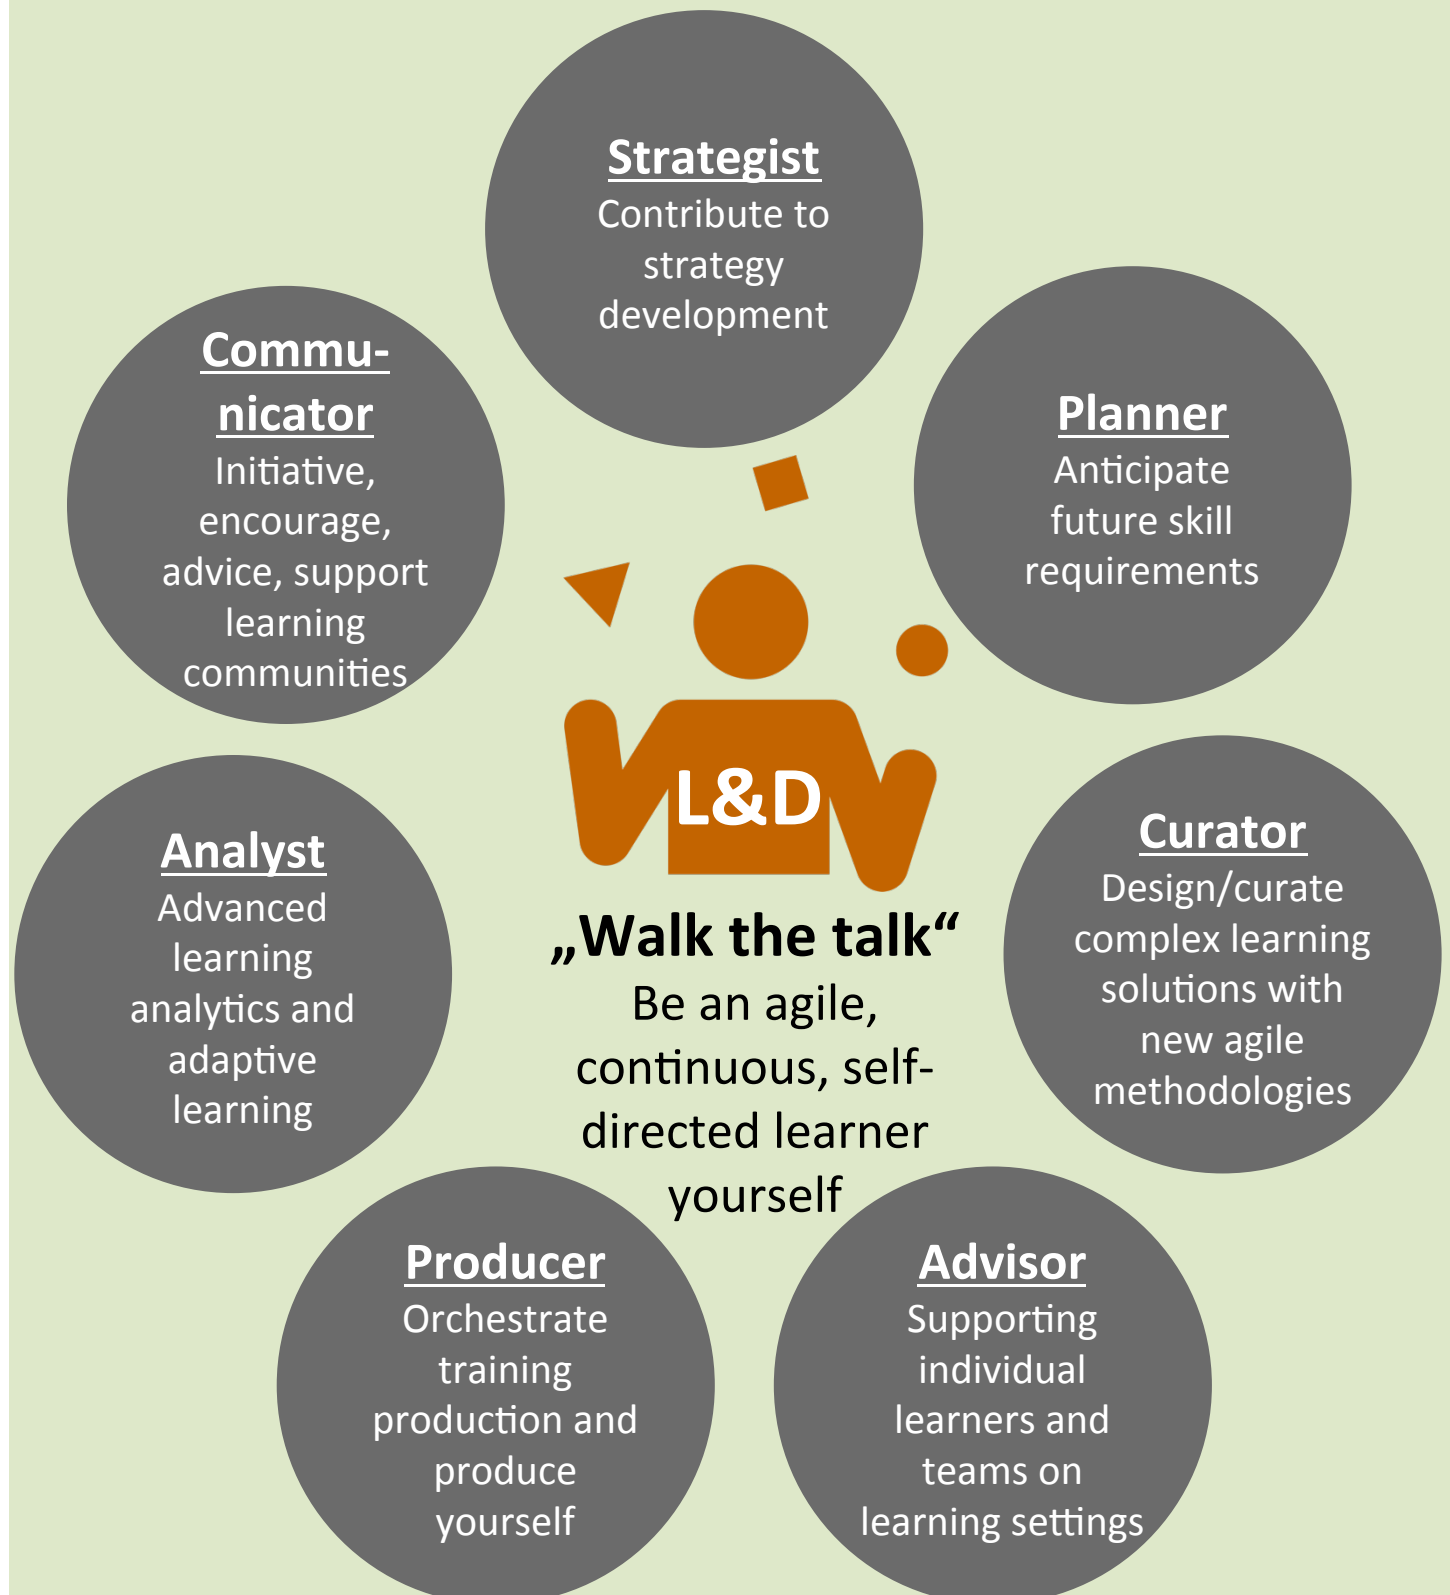 Strategist
Contribute to
strategy
development
Commu-
nicator
Initiative,
encourage,
advice, support
learning
communities
Planner
Anticipate
future skill
requirements
L&D
Analyst
Advanced
learning
analytics and
adaptive
learning
Curator
Design/curate
complex learning
solutions with
new agile
methodologies
„Walk the talk“
Be an agile,
continuous, self-
directed learner
yourself
Producer
Orchestrate
training
production and
produce
yourself
Advisor
Supporting
individual
learners and
teams on
learning settings